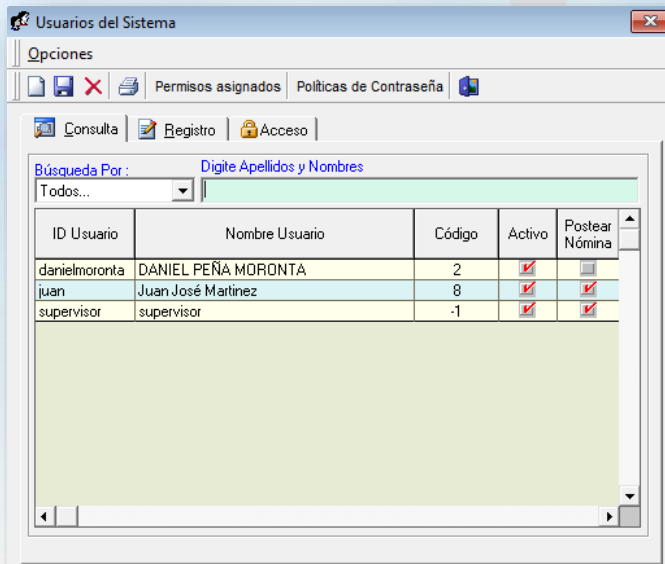 Usuarios del Sistema
Opciones
Permisos asignados Políticas de Contraseña
Consulta Registro Acceso
Búsqueda Por : Digite Apellidos y Nombres
Todos...
ID Usuario Nombre Usuario Código Activo Postear Nómina
danielmoronta DANIEL PEÑA MORONTA 2
juan Juan José Martinez 8
supervisor supervisor -1